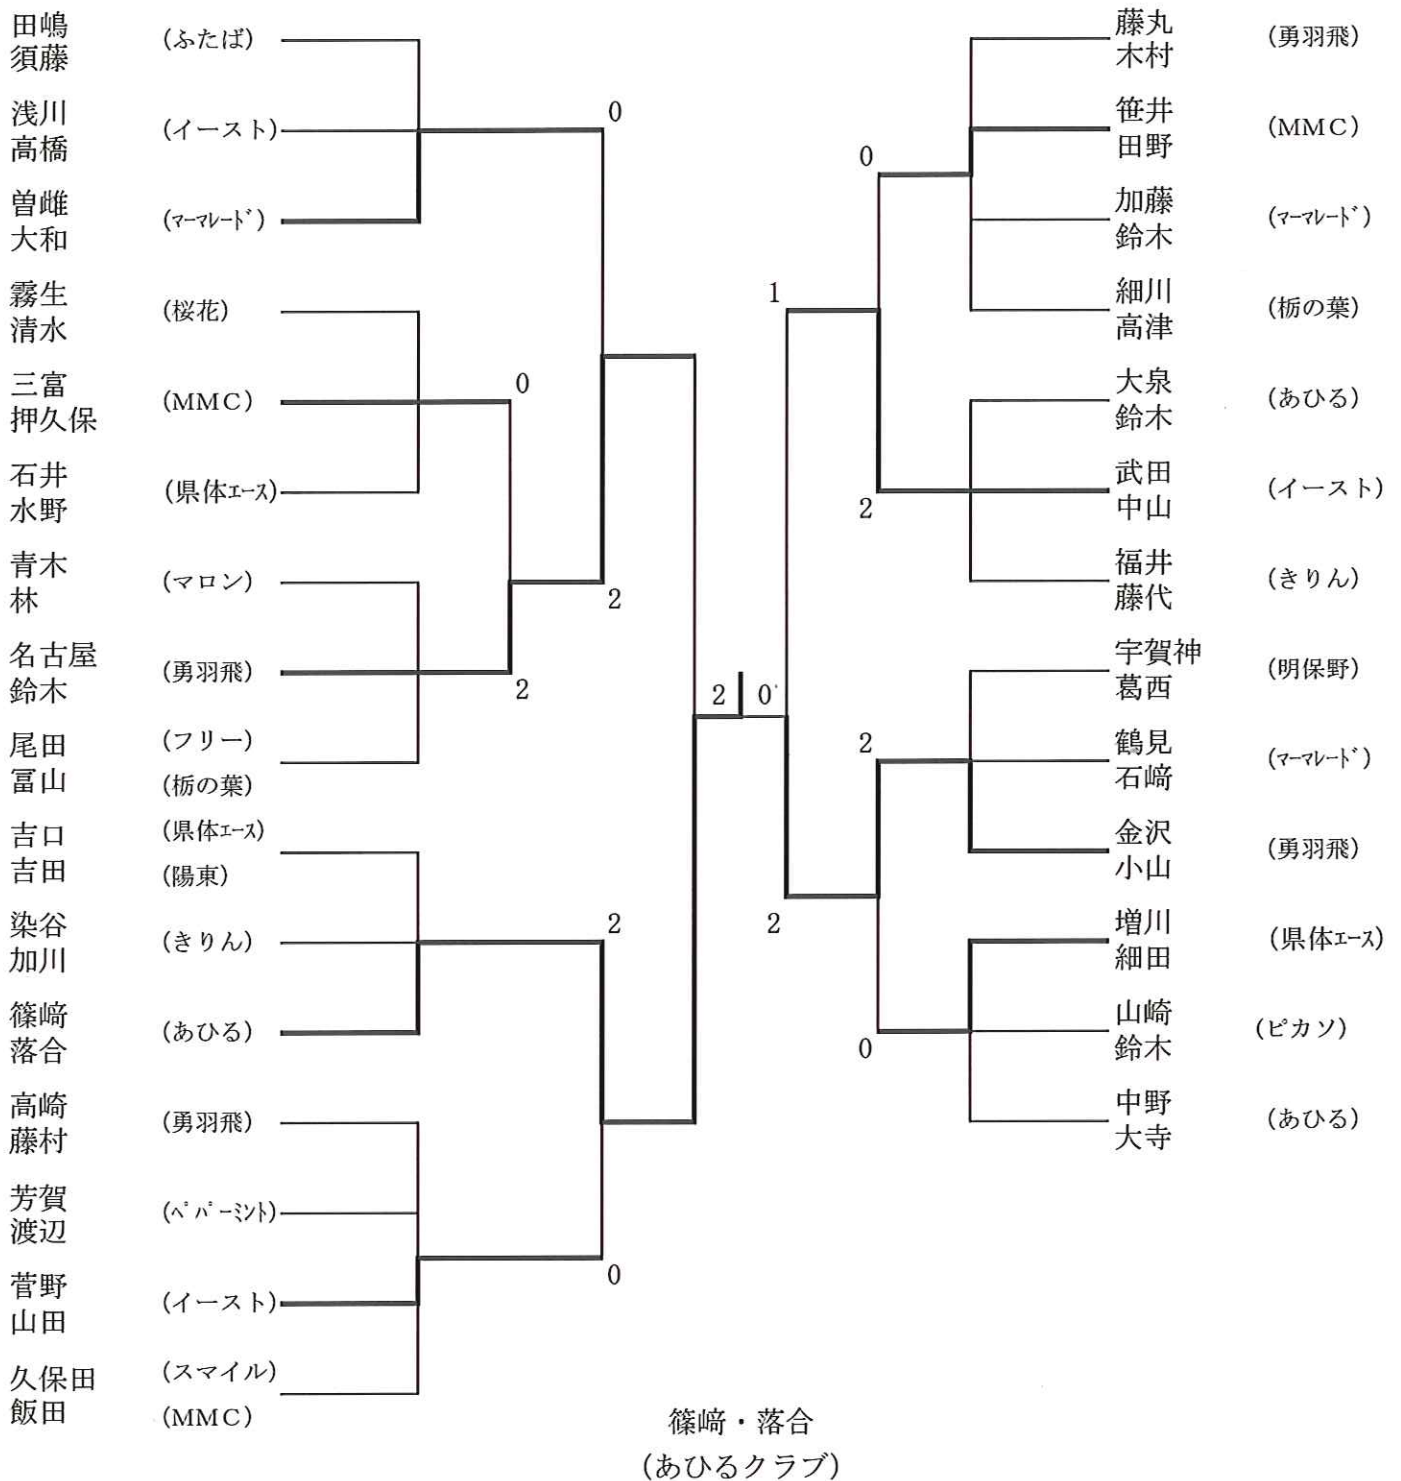 田嶋
須藤
(ふたば)
浅川
高橋
(イースト)
曽雌
大和
(ﾏｰﾏﾚｰﾄﾞ)
0
霧生
清水
(桜花)
三富
押久保
(MMC)
0
石井
水野
(県体ｴｰｽ)
青木
林
(マロン)
2
名古屋
鈴木
(勇羽飛)
2
尾田
冨山
(フリー)
(栃の葉)
吉口
吉田
(県体ｴｰｽ)
(陽東)
染谷
加川
(きりん)
2
篠﨑
落合
(あひる)
高崎
藤村
(勇羽飛)
芳賀
渡辺
(ﾍﾟﾊﾟｰﾐﾝﾄ)
菅野
山田
(イースト)
0
久保田
飯田
(スマイル)
(MMC)
2 0
藤丸
木村
(勇羽飛)
笹井
田野
(MMC)
0
加藤
鈴木
(ﾏｰﾏﾚｰﾄﾞ)
細川
高津
(栃の葉)
1
大泉
鈴木
(あひる)
武田
中山
(イースト)
2
福井
藤代
(きりん)
宇賀神
葛西
(明保野)
2
鶴見
石﨑
(ﾏｰﾏﾚｰﾄﾞ)
金沢
小山
(勇羽飛)
2
増川
細田
(県体ｴｰｽ)
山崎
鈴木
(ピカソ)
0
中野
大寺
(あひる)
篠﨑・落合
(あひるクラブ)